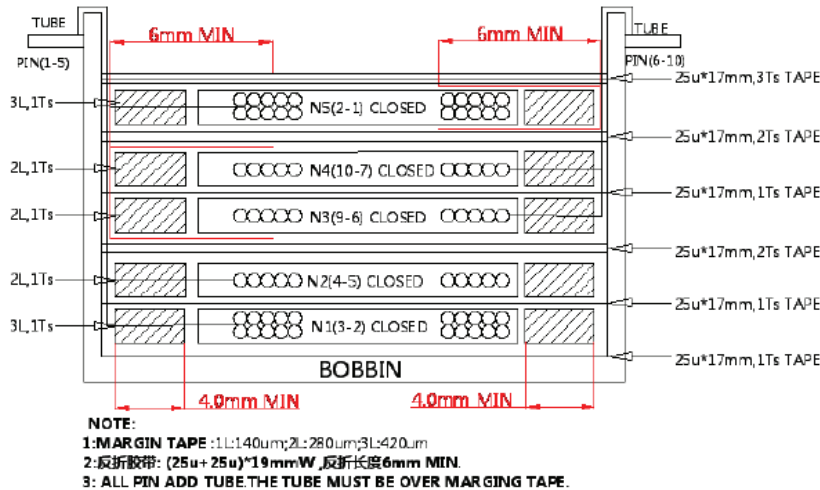 TUBE
6mm MIN
6mm MIN
TUBE
PIN(1-5)
PIN(6-10)
25u*17mm,3Ts TAPE
3L,1Ts
N5(2-1) CLOSED
25u*17mm,2Ts TAPE
2L,1Ts
N4(10-7) CLOSED
25u*17mm,1Ts TAPE
2L,1Ts
N3(9-6) CLOSED
25u*17mm,2Ts TAPE
2L,1Ts
N2(4-5) CLOSED
25u*17mm,1Ts TAPE
3L,1Ts
N1(3-2) CLOSED
25u*17mm,1Ts TAPE
BOBBIN
4.0mm MIN
4.0mm MIN
NOTE:
1:MARGIN TAPE :1L:140um;2L:280um;3L:420um
2:反折胶带: (25u+25u)*19mmW ,反折长度6mm MIN.
3: ALL PIN ADD TUBE.THE TUBE MUST BE OVER MARGING TAPE.